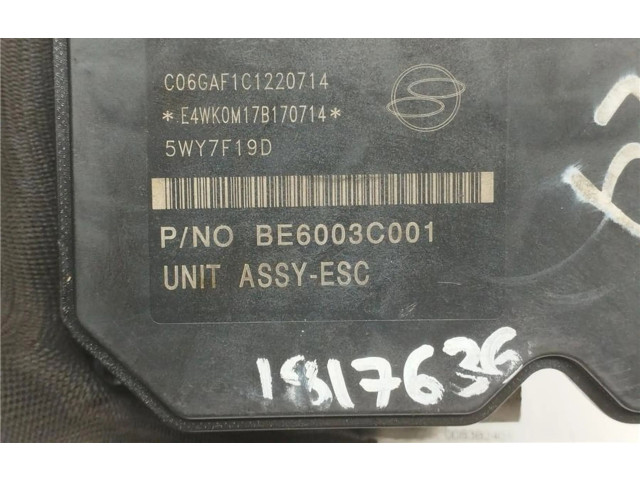 C06GAF1C1220714
*E4WK0M17B170714*
5WY7F19D
P/NO BE6003C001
UNIT ASSY-ESC
1817636